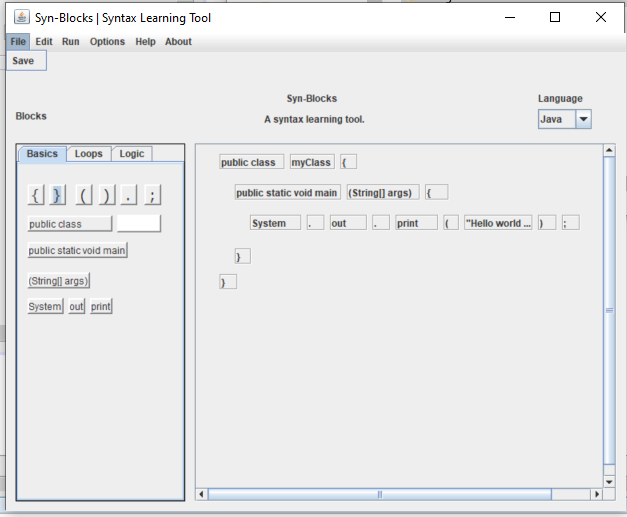 Syn-Blocks | Syntax Learning Tool
File Edit Run Options Help About
Save
Syn-Blocks
Language
Blocks
A syntax learning tool.
Java
Basics Loops Logic
{ } ( ) . ;
public class
public static void main
(String[] args)
System out print
public class myClass {
public static void main (String[] args) {
System . out . print ( "Hello world ... ) ;
}
}